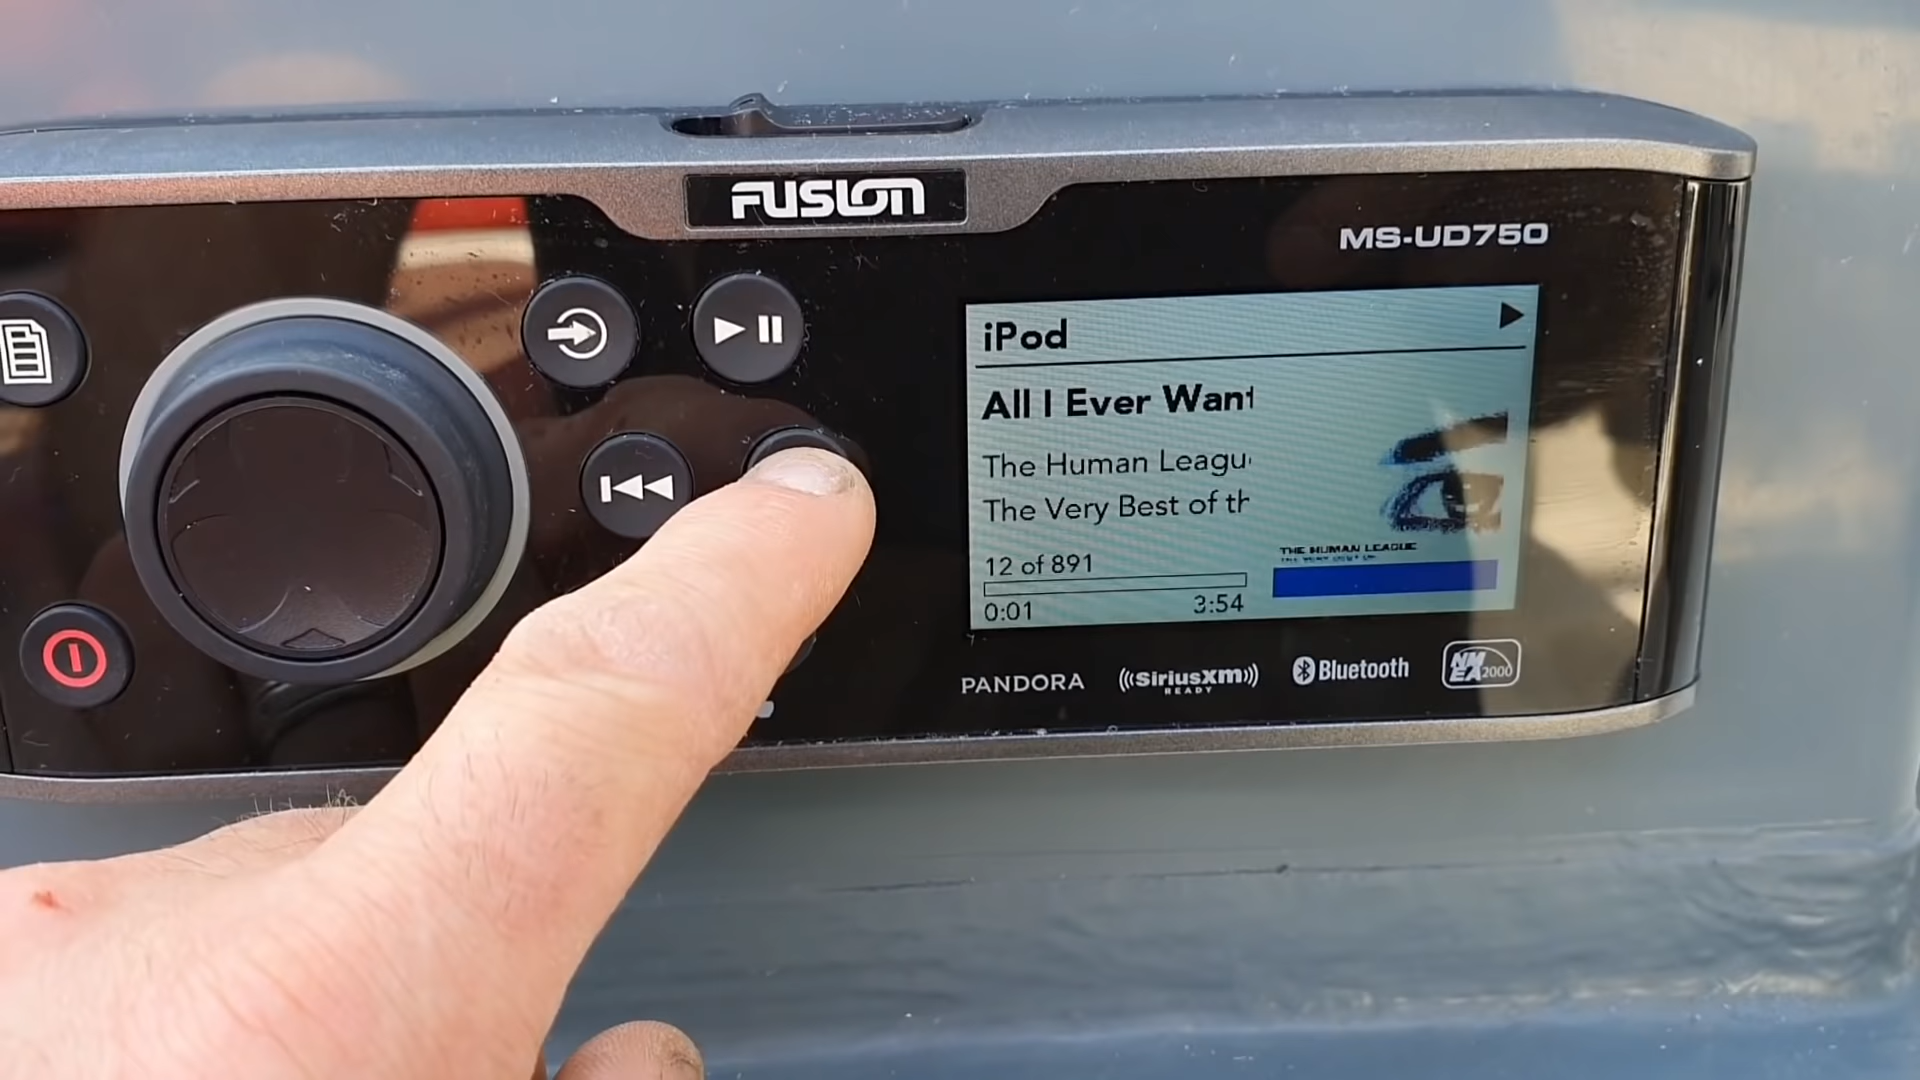 FUSION
MS-UD750
iPod
All I Ever Want
The Human Leagu
The Very Best of th
12 of 891
0:01
3:54
THE HUMAN LEAGUE
PANDORA
SiriusXM
READY
Bluetooth
NMEA 2000